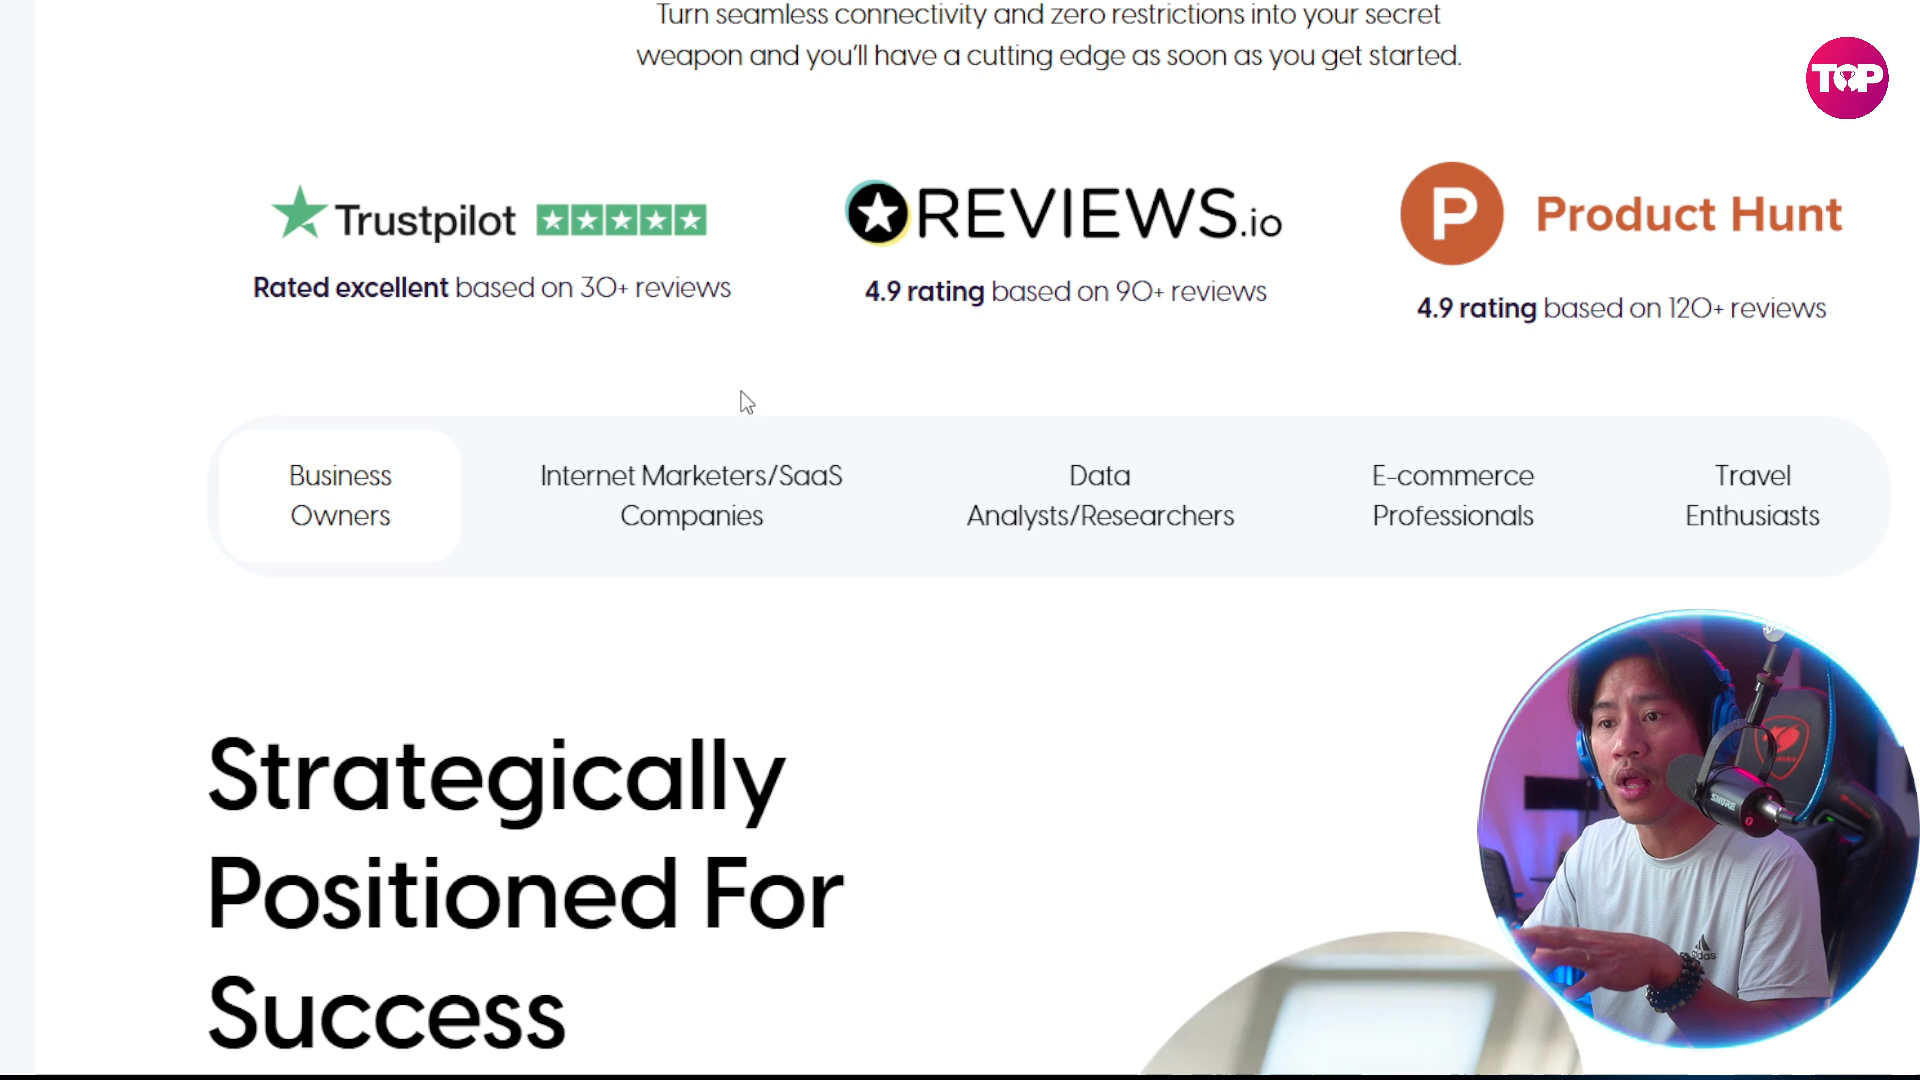 Turn seamless connectivity and zero restrictions into your secret
weapon and you'll have a cutting edge as soon as you get started.
TOP
Trustpilot
REVIEWS.io
P Product Hunt
Rated excellent based on 30+ reviews
4.9 rating based on 90+ reviews
4.9 rating based on 120+ reviews
Business
Owners
Internet Marketers/SaaS
Companies
Data
Analysts/Researchers
E-commerce
Professionals
Travel
Enthusiasts
Strategically
Positioned For
Success
SHURE